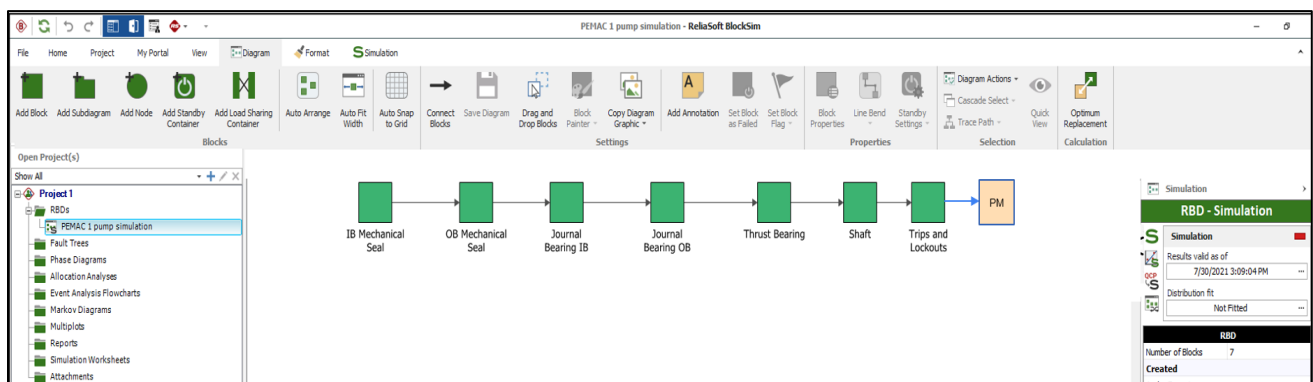 PEMAC 1 pump simulation - ReliaSoft BlockSim
File Home Project My Portal View Diagram Format Simulation
Add Block Add Subdiagram Add Node Add Standby Container Add Load Sharing Container Auto Arrange Auto Fit Width Auto Snap to Grid Connect Blocks Save Diagram Drag and Drop Blocks Block Painter Copy Diagram Graphic Add Annotation Set Block as Failed Set Block Flag Block Properties Line Bend Standby Settings Diagram Actions Cascade Select Trace Path Quick View Optimum Replacement
Blocks Settings Properties Selection Calculation
Open Project(s)
Show All
Project 1
RBDs
PEMAC 1 pump simulation
Fault Trees
Phase Diagrams
Allocation Analyses
Event Analysis Flowcharts
Markov Diagrams
Multiplots
Reports
Simulation Worksheets
Attachments
IB Mechanical Seal
OB Mechanical Seal
Journal Bearing IB
Journal Bearing OB
Thrust Bearing
Shaft
Trips and Lockouts
PM
Simulation
RBD - Simulation
Simulation
Results valid as of
7/30/2021 3:09:04 PM
QCP
Distribution fit
Not Fitted
RBD
Number of Blocks 7
Created